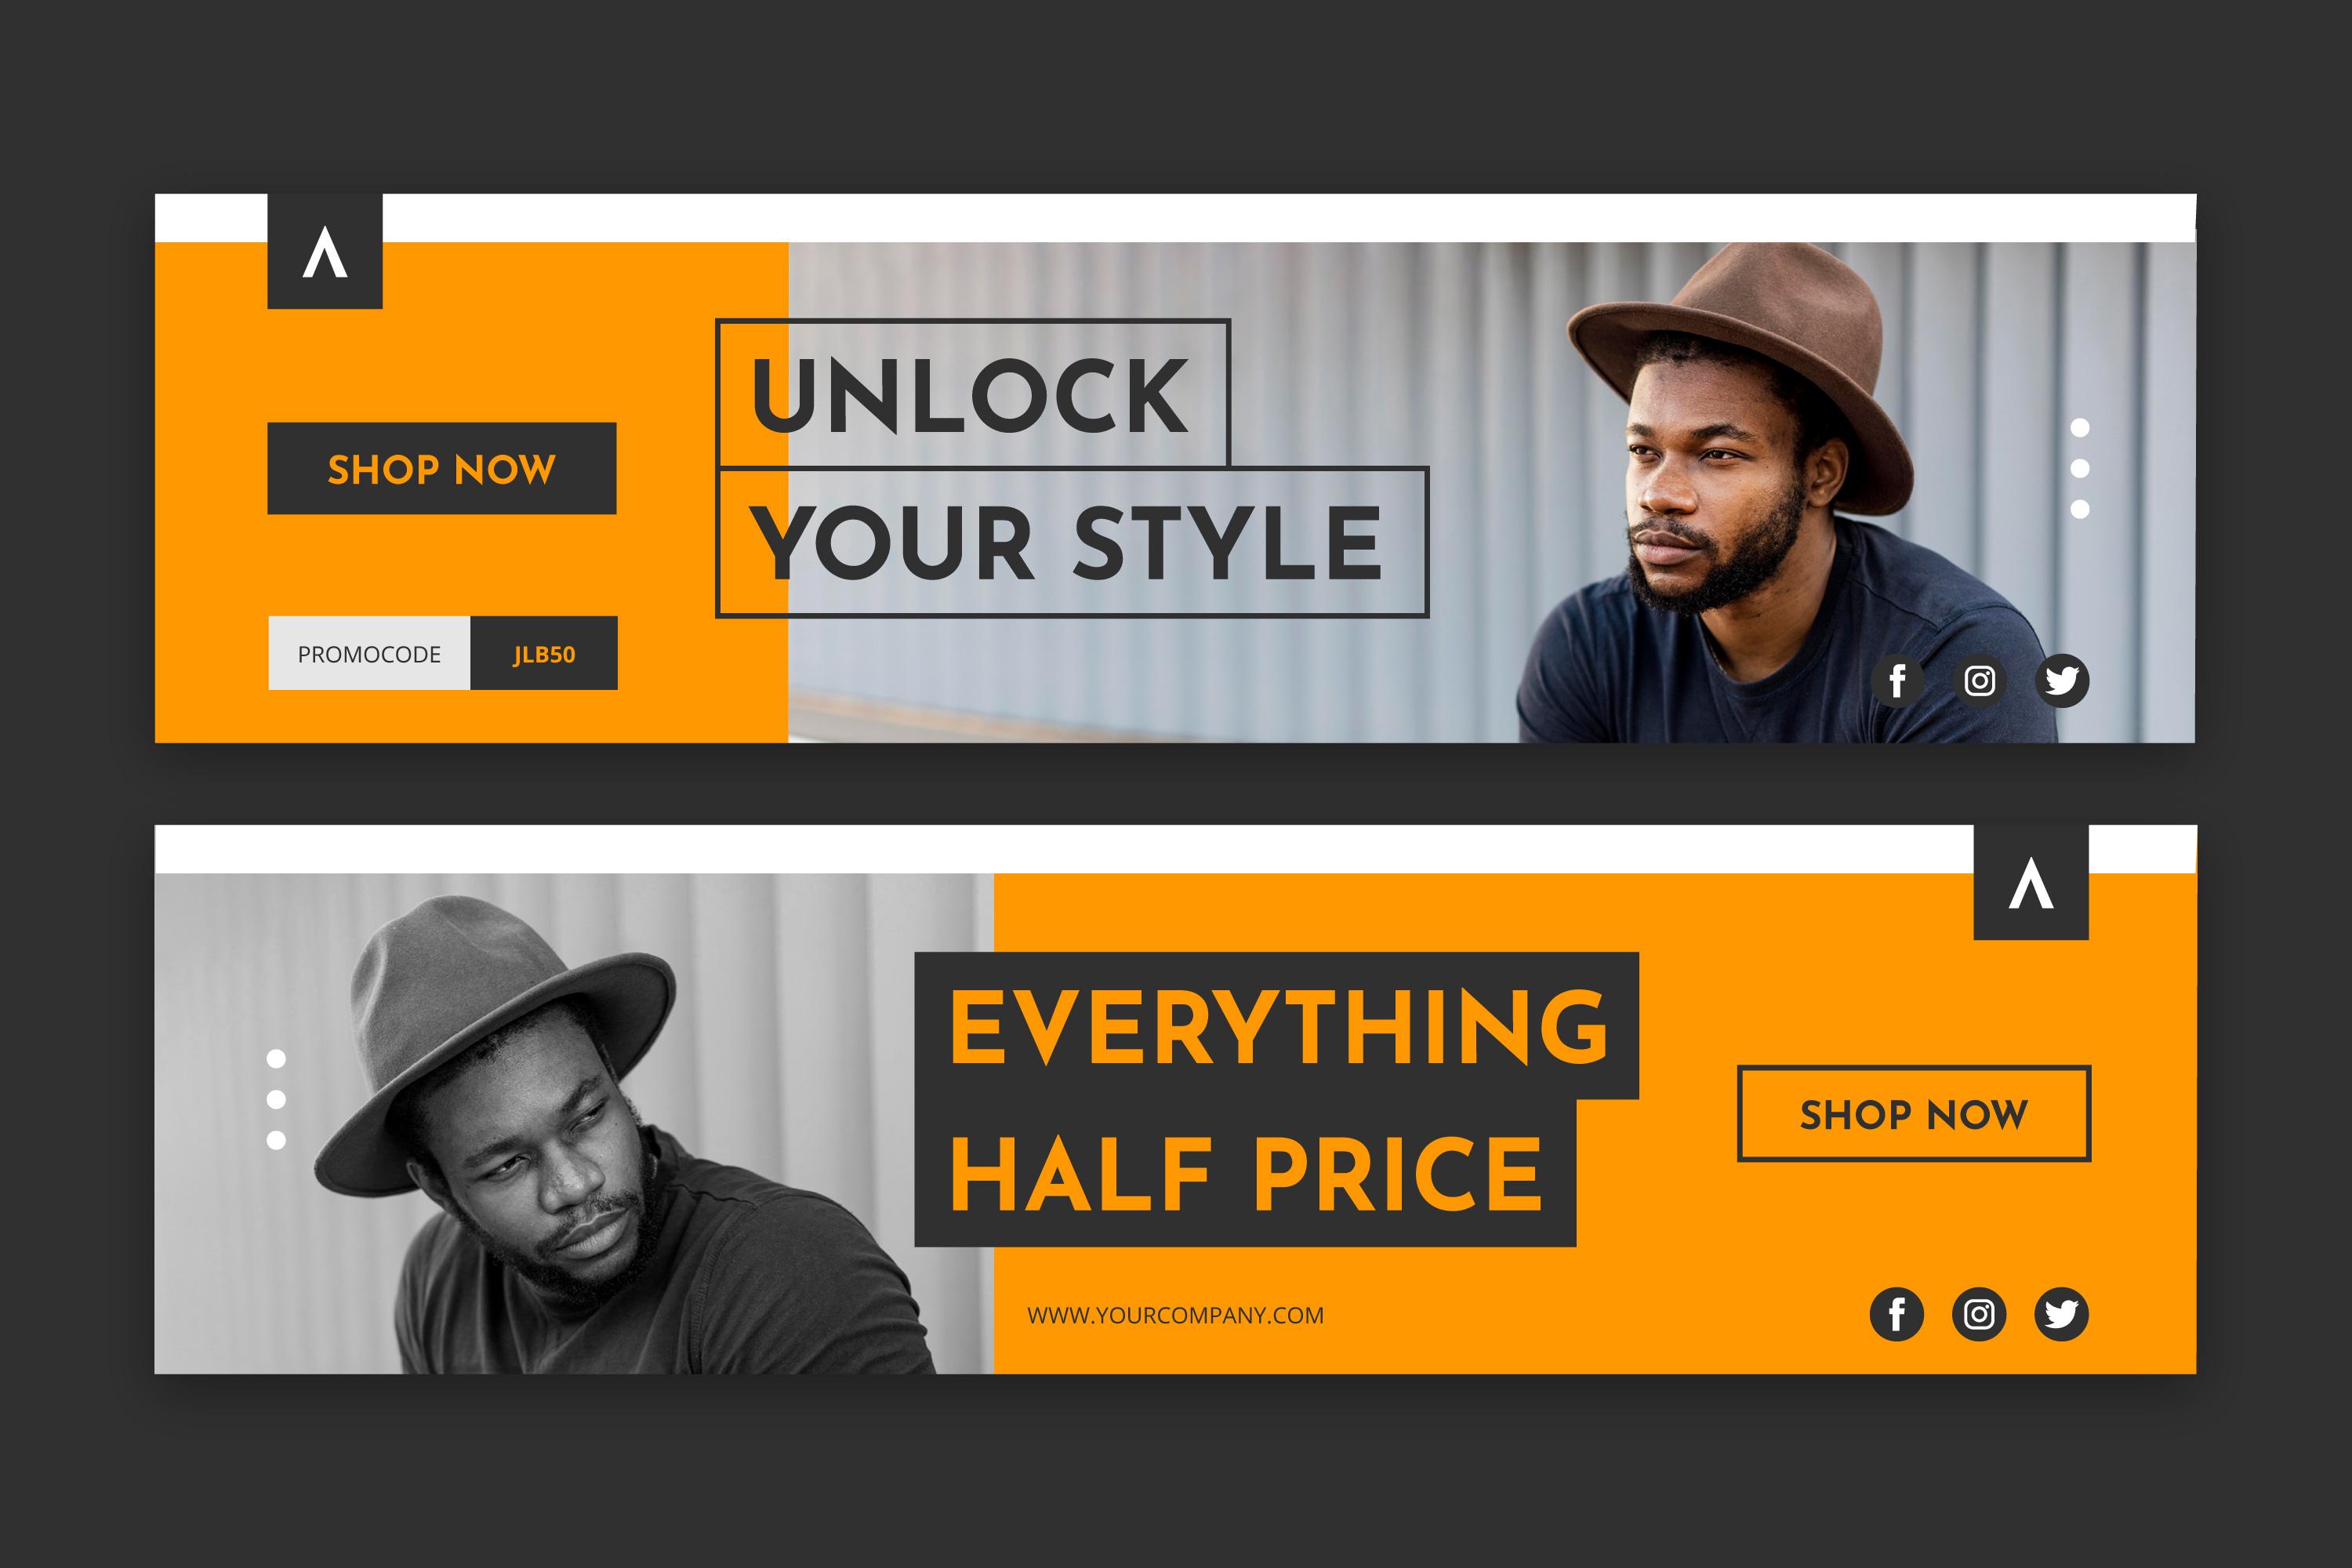 UNLOCK
YOUR STYLE
SHOP NOW
PROMOCODE JLB50
EVERYTHING
HALF PRICE
SHOP NOW
WWW.YOURCOMPANY.COM